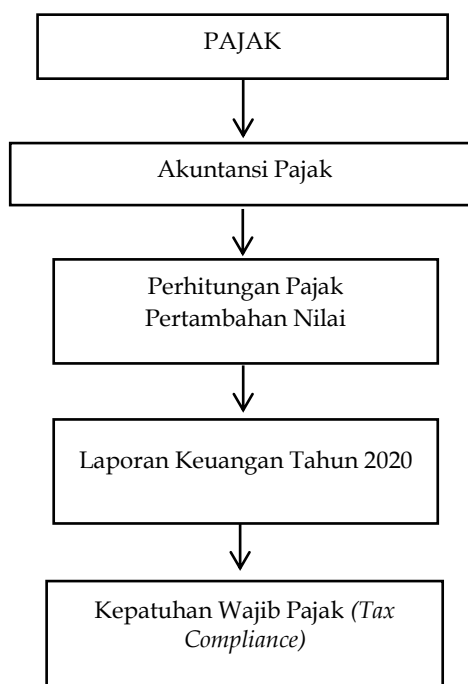 PAJAK
Akuntansi Pajak
Perhitungan Pajak
Pertambahan Nilai
Laporan Keuangan Tahun 2020
Kepatuhan Wajib Pajak (Tax
Compliance)